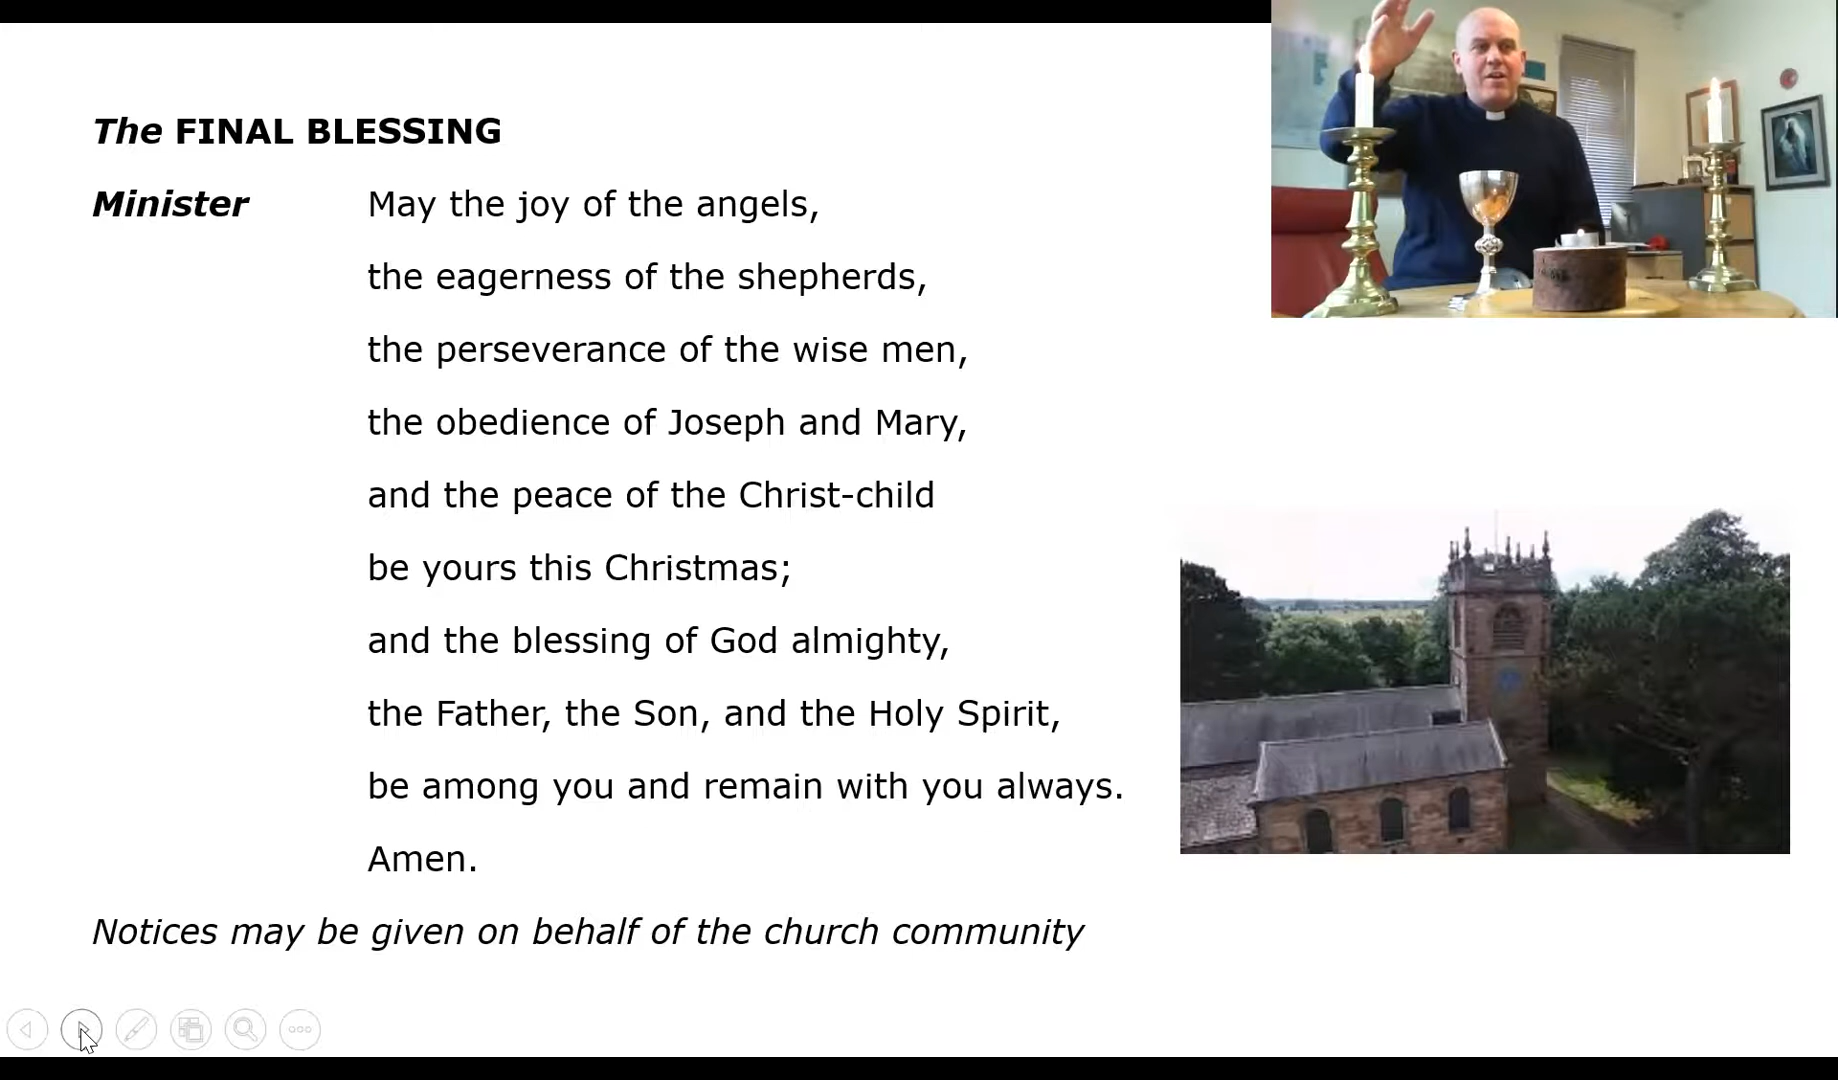 The FINAL BLESSING
Minister May the joy of the angels,
the eagerness of the shepherds,
the perseverance of the wise men,
the obedience of Joseph and Mary,
and the peace of the Christ-child
be yours this Christmas;
and the blessing of God almighty,
the Father, the Son, and the Holy Spirit,
be among you and remain with you always.
Amen.
Notices may be given on behalf of the church community